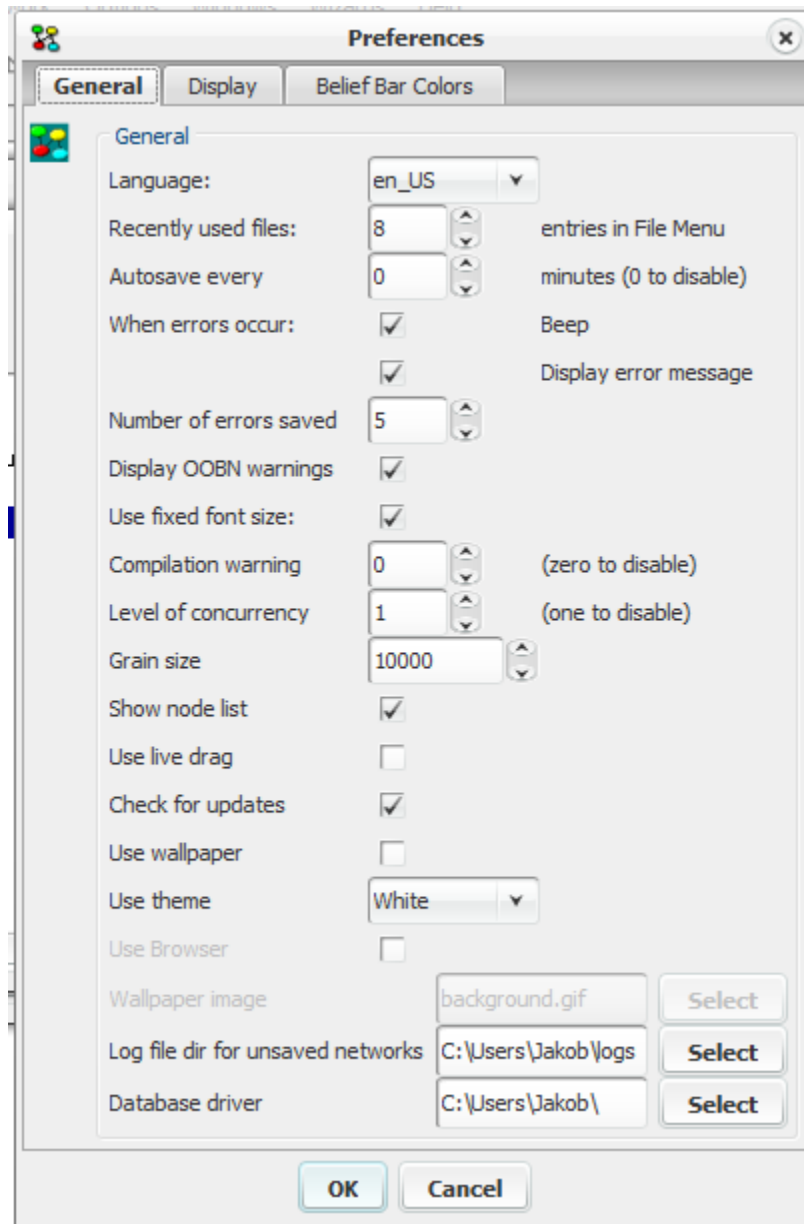 Preferences
General Display Belief Bar Colors
General
Language: en_US
Recently used files: 8 entries in File Menu
Autosave every 0 minutes (0 to disable)
When errors occur: Beep
Display error message
Number of errors saved 5
Display OOBN warnings
Use fixed font size:
Compilation warning 0 (zero to disable)
Level of concurrency 1 (one to disable)
Grain size 10000
Show node list
Use live drag
Check for updates
Use wallpaper
Use theme White
Use Browser
Wallpaper image background.gif Select
Log file dir for unsaved networks C:\Users\Jakob\logs Select
Database driver C:\Users\Jakob\ Select
OK Cancel